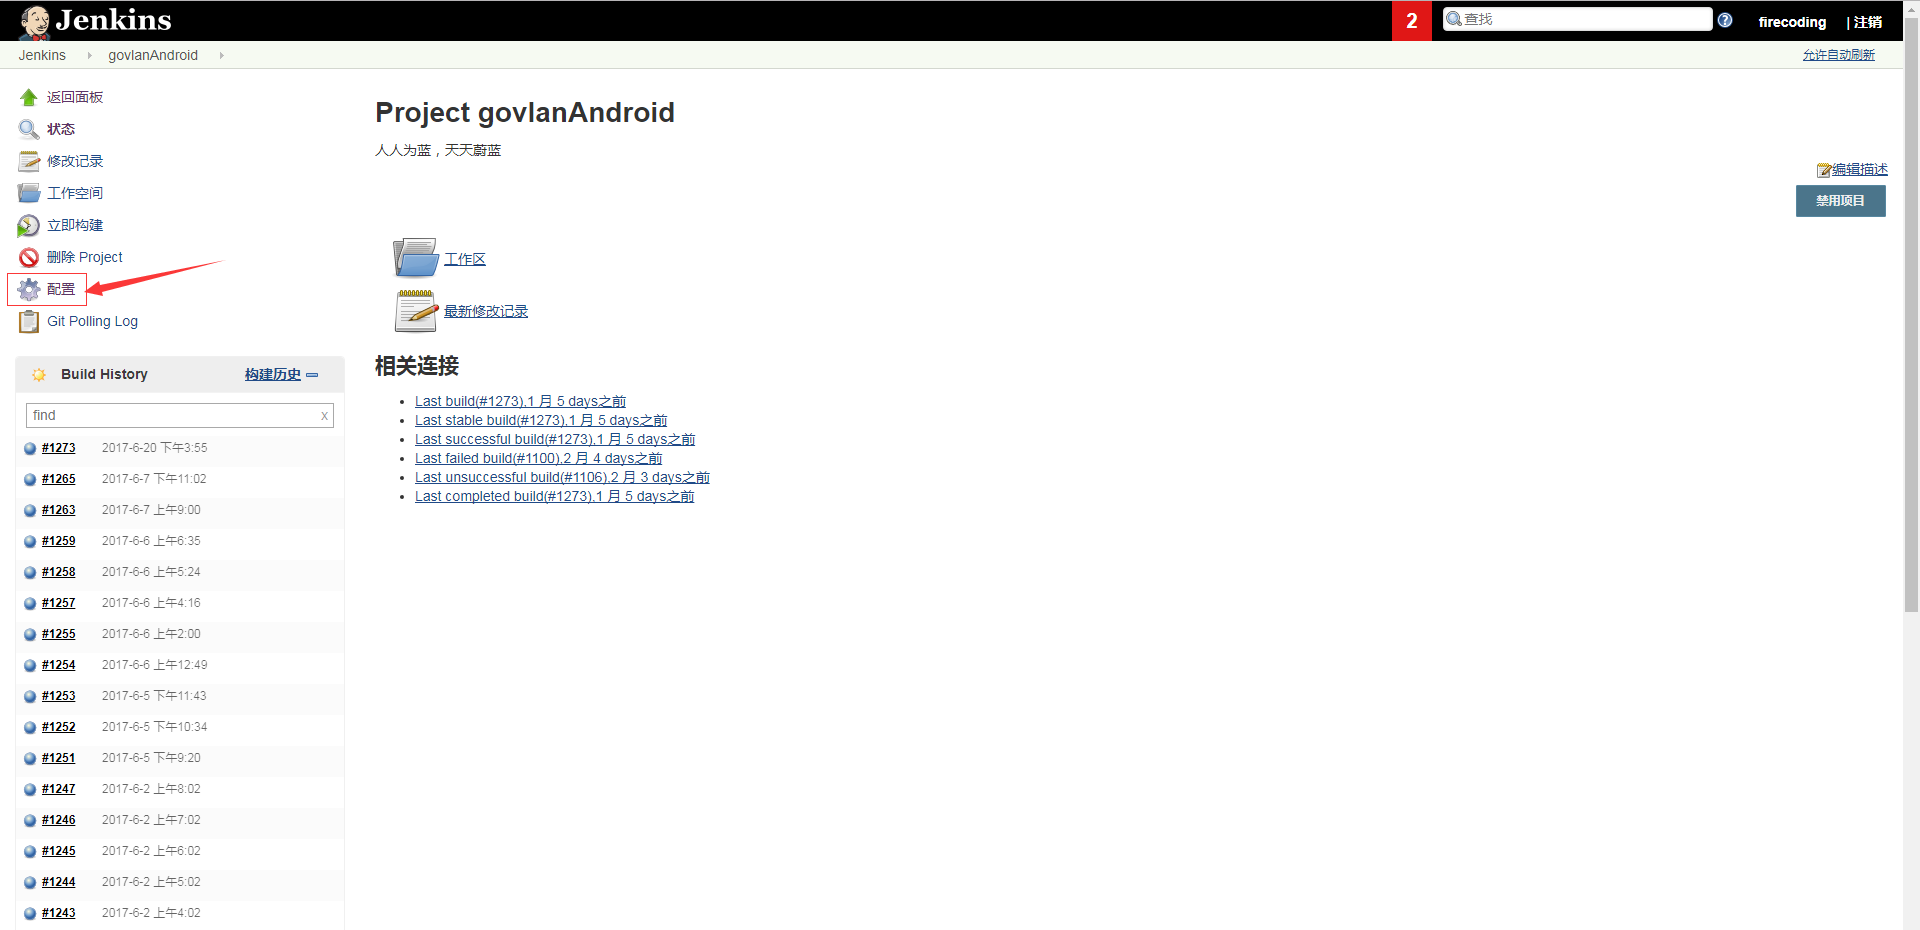 Jenkins
2
查找
firecoding
| 注销
Jenkins
govlanAndroid
允许自动刷新
返回面板
状态
修改记录
工作空间
立即构建
删除 Project
配置
Git Polling Log
Build History
构建历史
find
x
#1273 2017-6-20 下午3:55
#1265 2017-6-7 下午11:02
#1263 2017-6-7 上午9:00
#1259 2017-6-6 上午6:35
#1258 2017-6-6 上午5:24
#1257 2017-6-6 上午4:16
#1255 2017-6-6 上午2:00
#1254 2017-6-6 上午12:49
#1253 2017-6-5 下午11:43
#1252 2017-6-5 下午10:34
#1251 2017-6-5 下午9:20
#1247 2017-6-2 上午8:02
#1246 2017-6-2 上午7:02
#1245 2017-6-2 上午6:02
#1244 2017-6-2 上午5:02
#1243 2017-6-2 上午4:02
Project govlanAndroid
人人为蓝，天天蔚蓝
编辑描述
禁用项目
工作区
最新修改记录
相关连接
Last build(#1273),1 月 5 days之前
Last stable build(#1273),1 月 5 days之前
Last successful build(#1273),1 月 5 days之前
Last failed build(#1100),2 月 4 days之前
Last unsuccessful build(#1106),2 月 3 days之前
Last completed build(#1273),1 月 5 days之前